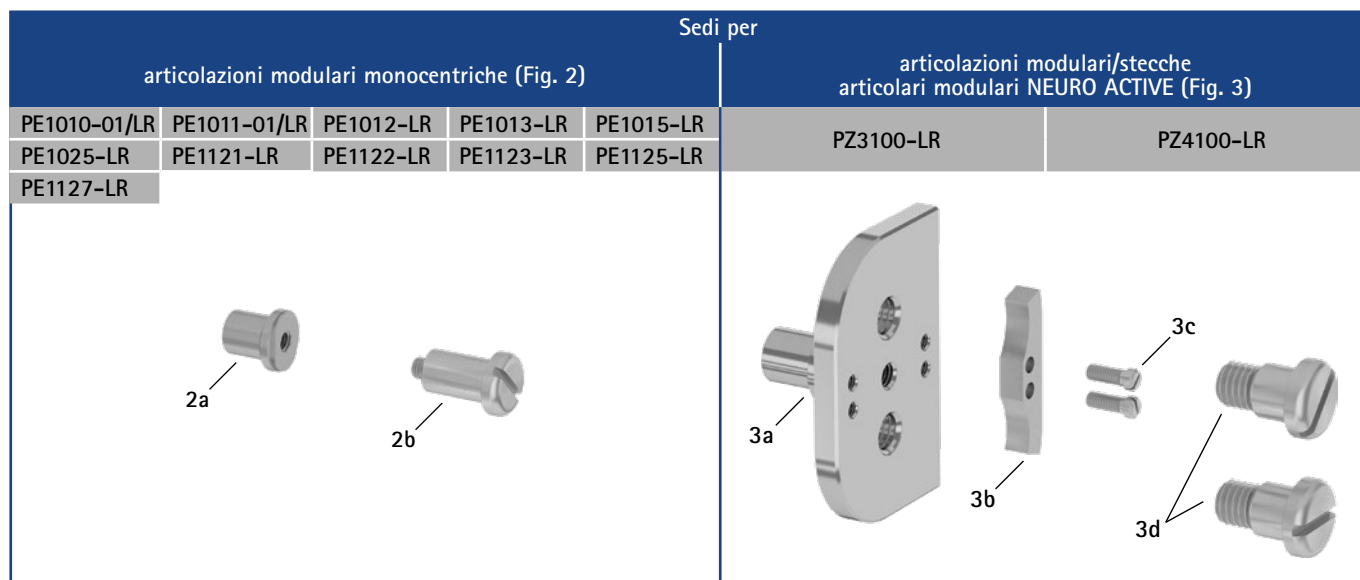 Sedi per
articolazioni modulari monocentriche (Fig. 2)
articolazioni modulari/stecche
articolari modulari NEURO ACTIVE (Fig. 3)
PE1010-01/LR PE1011-01/LR PE1012-LR PE1013-LR PE1015-LR
PE1025-LR PE1121-LR PE1122-LR PE1123-LR PE1125-LR
PE1127-LR
PZ3100-LR PZ4100-LR
2a
2b
3a
3b
3c
3d